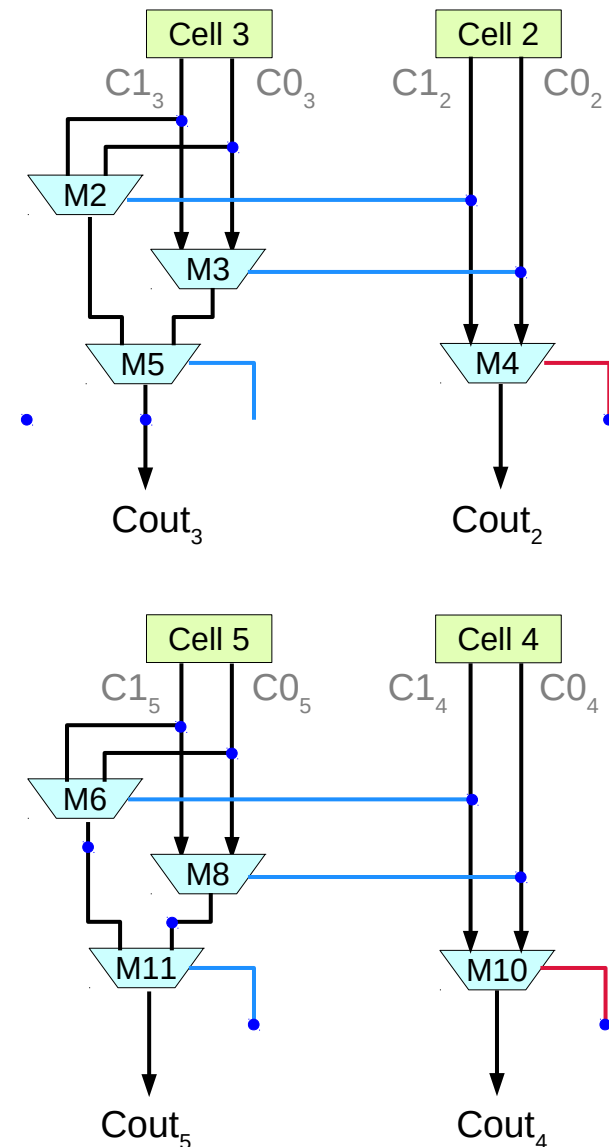 Cell 3 Cell 2
C1₃ C0₃ C1₂ C0₂
M2
M3
M5 M4
Cout₃ Cout₂
Cell 5 Cell 4
C1₅ C0₅ C1₄ C0₄
M6
M8
M11 M10
Cout₅ Cout₄